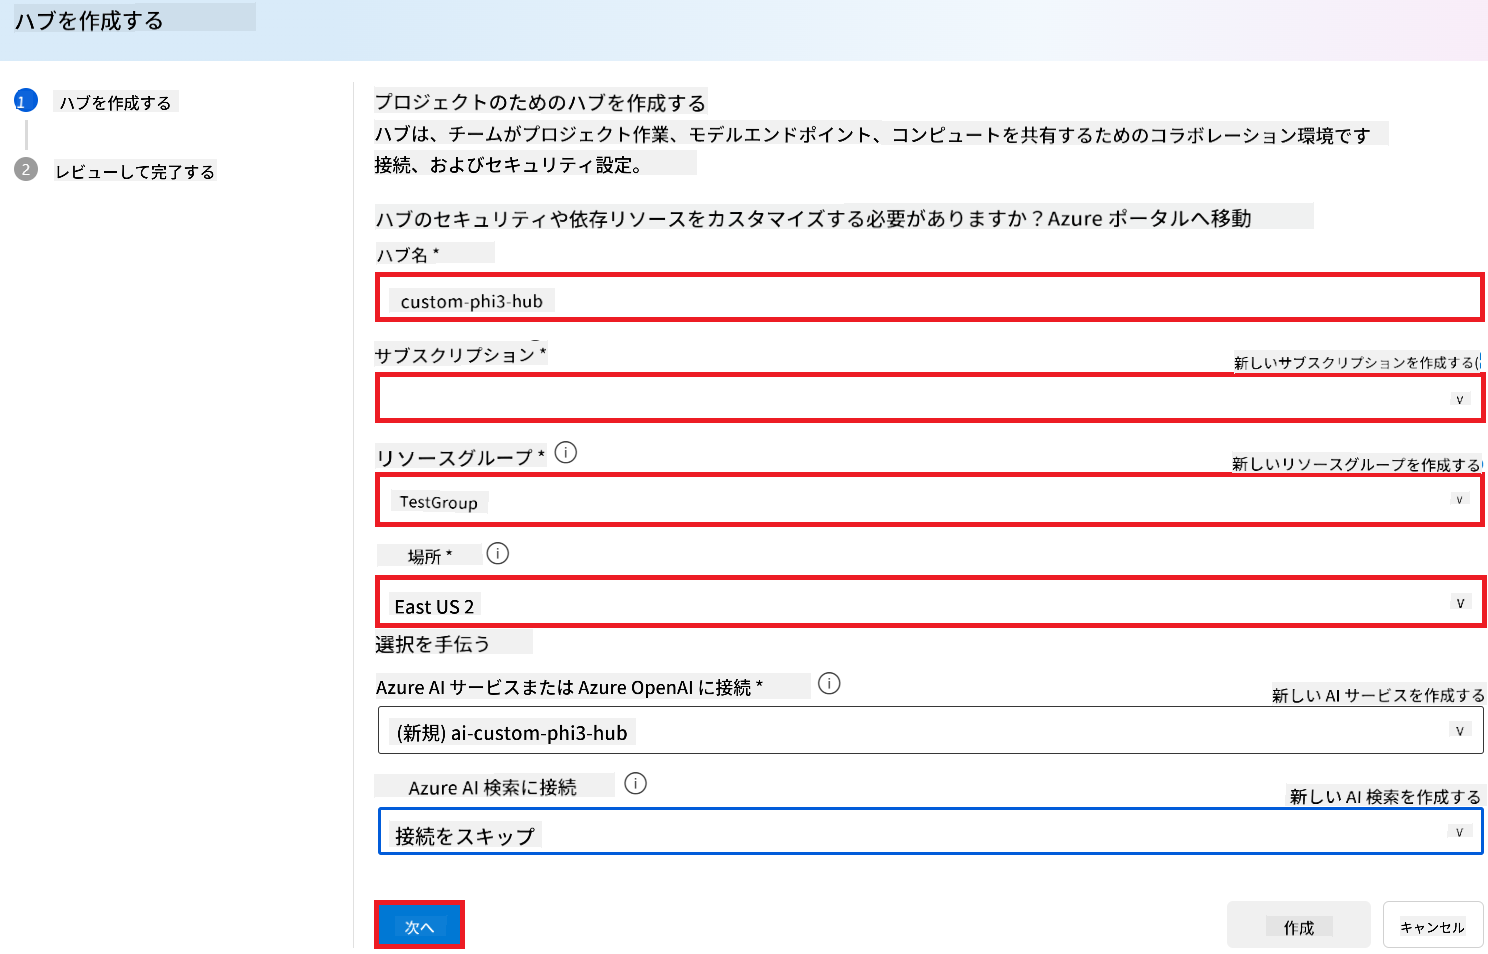 ハブを作成する
1 ハブを作成する
2 レビューして完了する
プロジェクトのためのハブを作成する
ハブは、チームがプロジェクト作業、モデルエンドポイント、コンピュートを共有するためのコラボレーション環境です
接続、およびセキュリティ設定。
ハブのセキュリティや依存リソースをカスタマイズする必要がありますか？Azure ポータルへ移動
ハブ名 *
custom-phi3-hub
サブスクリプション *
新しいサブスクリプションを作成する(
リソースグループ *
新しいリソースグループを作成する
TestGroup
場所 *
East US 2
選択を手伝う
Azure AI サービスまたは Azure OpenAI に接続 *
新しい AI サービスを作成する
(新規) ai-custom-phi3-hub
Azure AI 検索に接続
新しい AI 検索を作成する
接続をスキップ
次へ
作成
キャンセル